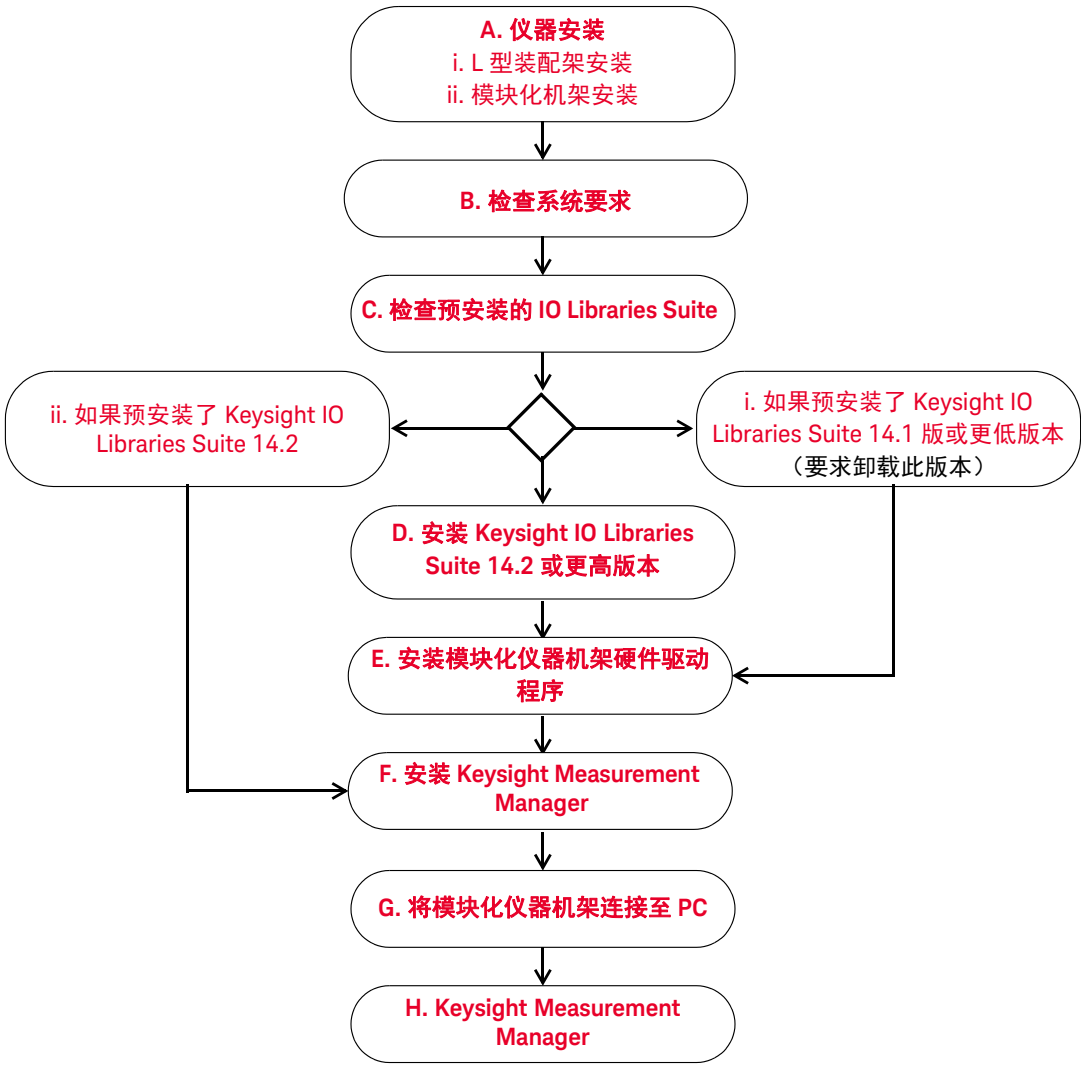 A. 仪器安装
i. L 型装配架安装
ii. 模块化机架安装
B. 检查系统要求
C. 检查预安装的 IO Libraries Suite
ii. 如果预安装了 Keysight IO
Libraries Suite 14.2
i. 如果预安装了 Keysight IO
Libraries Suite 14.1 版或更低版本
（要求卸载此版本）
D. 安装 Keysight IO Libraries
Suite 14.2 或更高版本
E. 安装模块化仪器机架硬件驱动
程序
F. 安装 Keysight Measurement
Manager
G. 将模块化仪器机架连接至 PC
H. Keysight Measurement
Manager